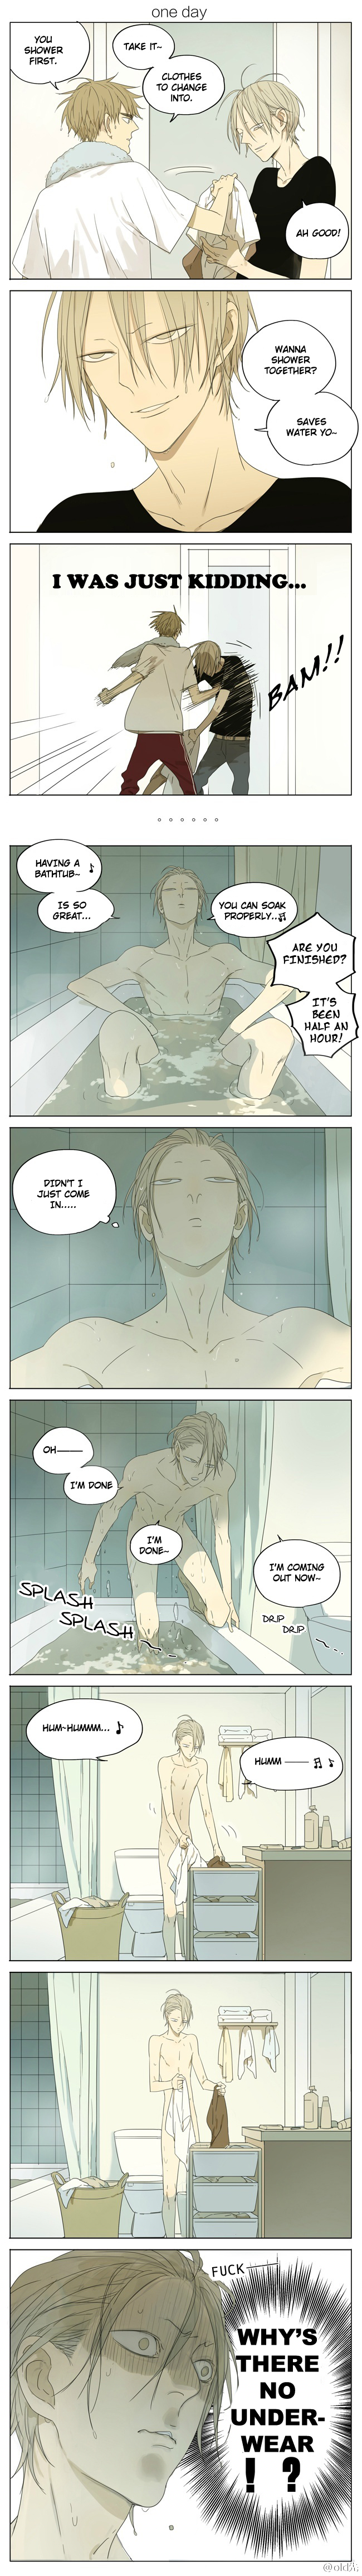 one day
YOU
SHOWER
FIRST.
TAKE IT~
CLOTHES
TO CHANGE
INTO.
AH GOOD!
WANNA
SHOWER
TOGETHER?
SAVES
WATER YO~
I WAS JUST KIDDING...
BAM!!
HAVING A
BATHTUB~ ♪
IS SO
GREAT...
YOU CAN SOAK
PROPERLY...♬
ARE YOU
FINISHED?
IT'S
BEEN
HALF AN
HOUR!
DIDN'T I
JUST COME
IN.....
OH——
I'M DONE
I'M
DONE~
I'M COMING
OUT NOW~
SPLASH
SPLASH
DRIP
DRIP
HUM~HUMMM... ♪
HUMM —— ♬ ♪
FUCK——
WHY'S
THERE
NO
UNDER-
WEAR
! ?